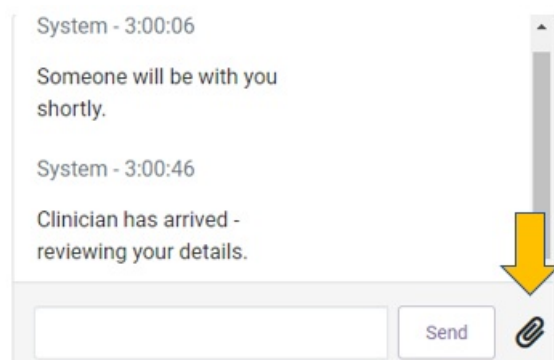 System - 3:00:06
Someone will be with you
shortly.
System - 3:00:46
Clinician has arrived -
reviewing your details.
Send